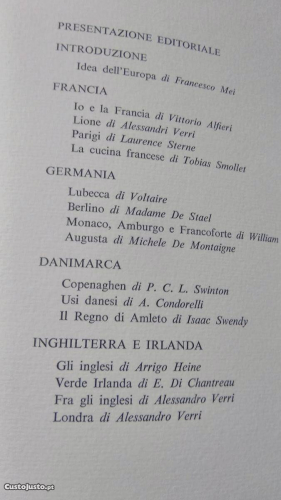 PRESENTAZIONE EDITORIALE
INTRODUZIONE
Idea dell'Europa di Francesco Mei
FRANCIA
Io e la Francia di Vittorio Alfieri
Lione di Alessandri Verri
Parigi di Laurence Sterne
La cucina francese di Tobias Smollet
GERMANIA
Lubecca di Voltaire
Berlino di Madame De Stael
Monaco, Amburgo e Francoforte di William
Augusta di Michele De Montaigne
DANIMARCA
Copenaghen di P. C. L. Swinton
Usi danesi di A. Condorelli
Il Regno di Amleto di Isaac Swendy
INGHILTERRA E IRLANDA
Gli inglesi di Arrigo Heine
Verde Irlanda di E. Di Chantreau
Fra gli inglesi di Alessandro Verri
Londra di Alessandro Verri
CustoJusto.pt